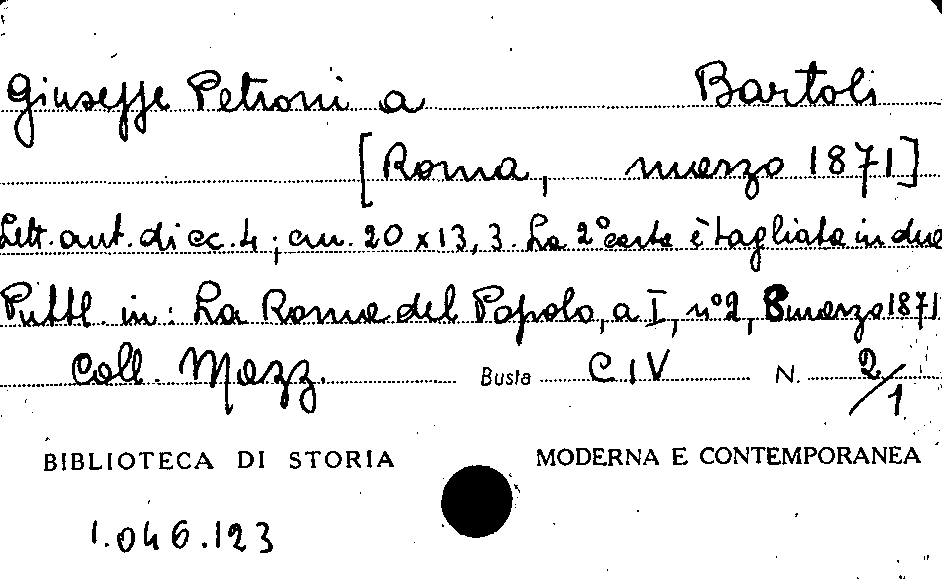 Giuseppe Petroni a Bartoli
[Roma, marzo 1871]
Lett. aut. di cc. 4; cm. 20 x 13,3. La 2° carta è tagliata in due
Pubbl. in: La Roma del Popolo, a I, n° 2, 8 marzo 1871
Coll. Mazz. Busta CIV N. 2/1
BIBLIOTECA DI STORIA MODERNA E CONTEMPORANEA
1.046.123